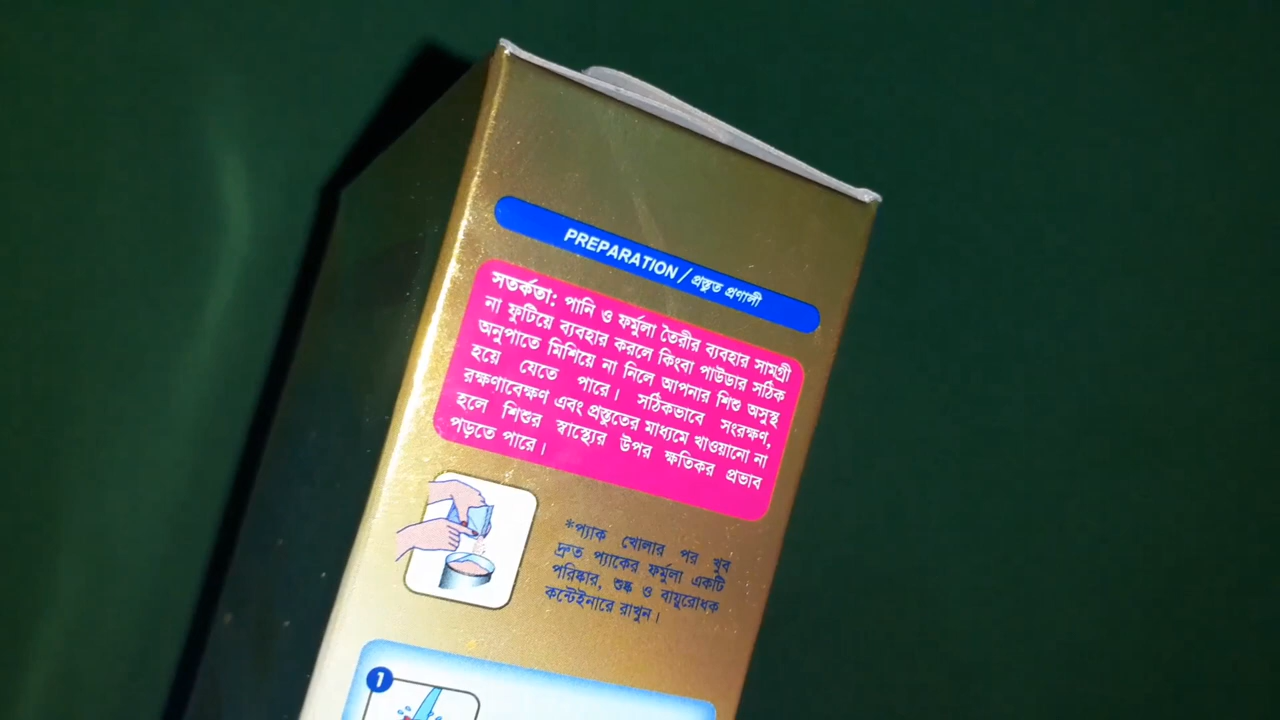 PREPARATION / প্রস্তুত প্রণালী
সতর্কতা: পানি ও ফর্মুলা তৈরীর ব্যবহার সামগ্রী
না ফুটিয়ে ব্যবহার করলে কিংবা পাউডার সঠিক
অনুপাতে মিশিয়ে না নিলে আপনার শিশু অসুস্থ
হয়ে যেতে পারে। সঠিকভাবে সংরক্ষণ,
রক্ষণাবেক্ষণ এবং প্রস্তুতের মাধ্যমে খাওয়ানো না
হলে শিশুর স্বাস্থ্যের উপর ক্ষতিকর প্রভাব
পড়তে পারে।
*প্যাক খোলার পর খুব
দ্রুত প্যাকের ফর্মুলা একটি
পরিষ্কার, শুষ্ক ও বায়ুরোধক
কন্টেইনারে রাখুন।
1